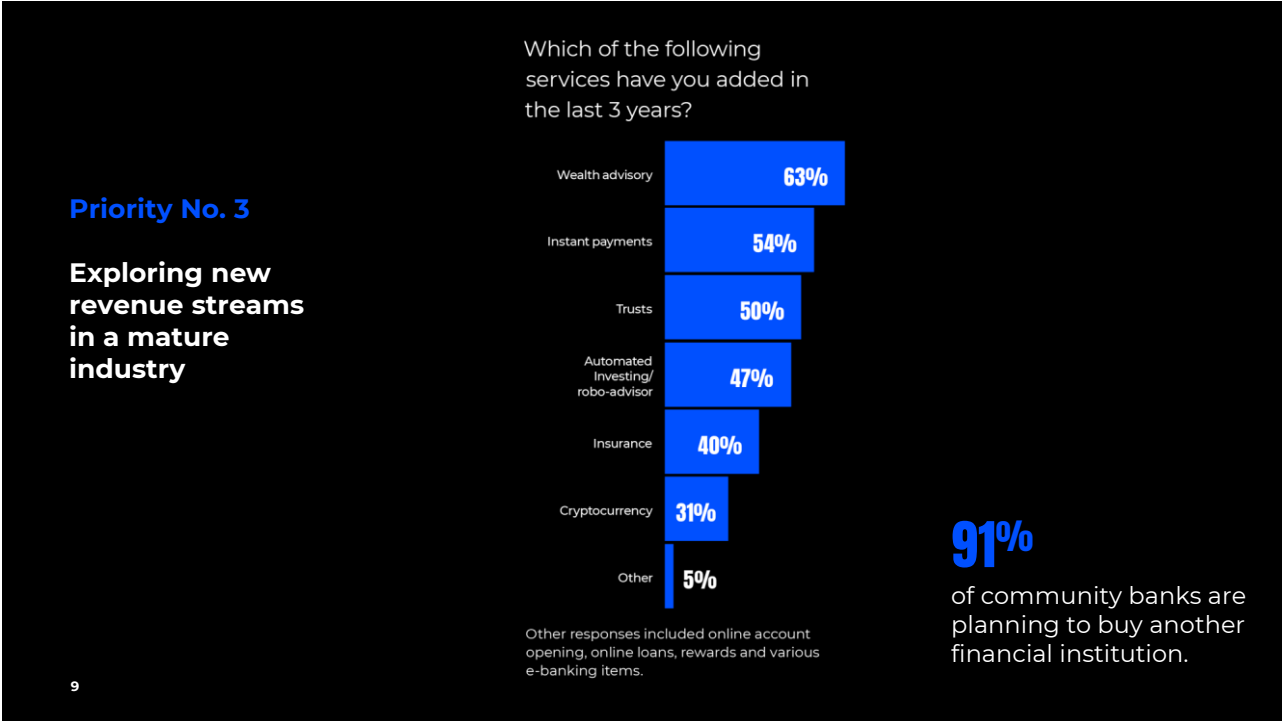 Priority No. 3
Exploring new
revenue streams
in a mature
industry
Which of the following
services have you added in
the last 3 years?
Wealth advisory
63%
Instant payments
54%
Trusts
50%
Automated
Investing/
robo-advisor
47%
Insurance
40%
Cryptocurrency
31%
Other
5%
Other responses included online account
opening, online loans, rewards and various
e-banking items.
91%
of community banks are
planning to buy another
financial institution.
9